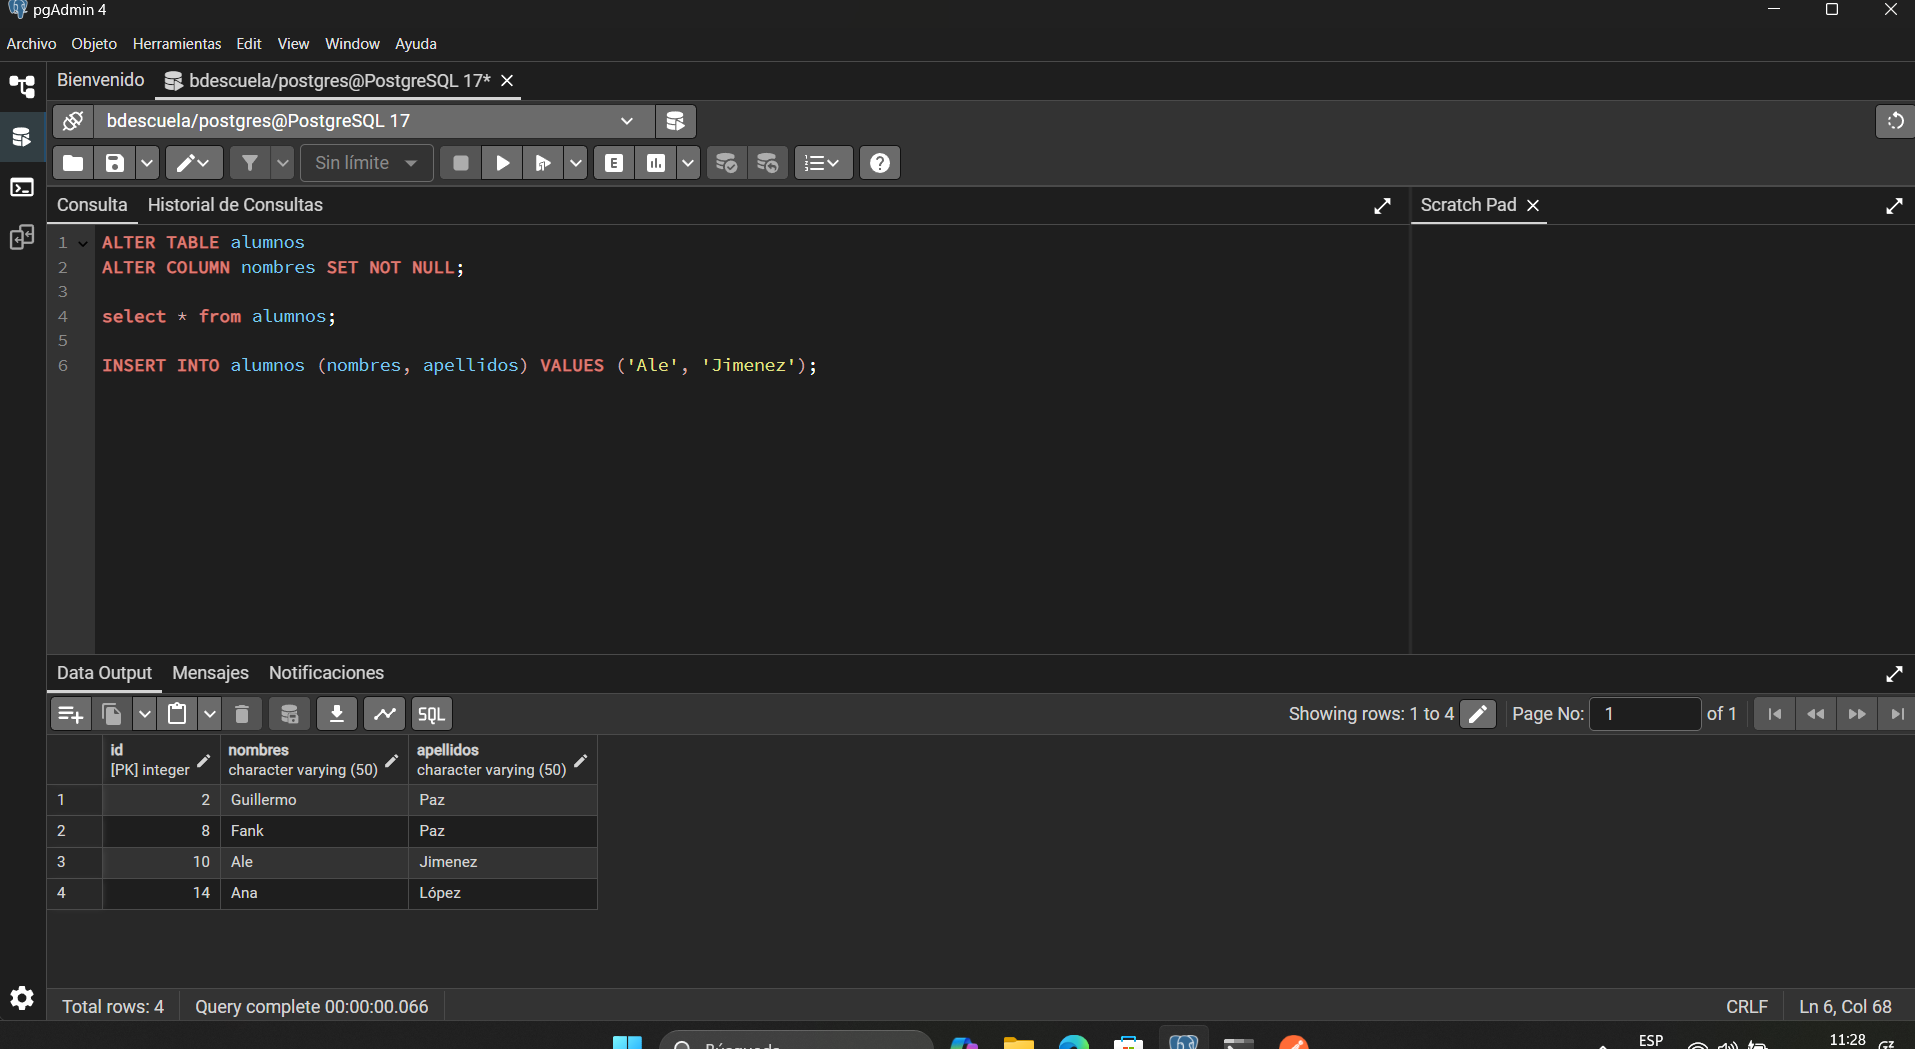 pgAdmin 4
Archivo Objeto Herramientas Edit View Window Ayuda
Bienvenido bdescuela/postgres@PostgreSQL 17*
bdescuela/postgres@PostgreSQL 17
Sin límite E
Consulta Historial de Consultas
Scratch Pad
1 ALTER TABLE alumnos
2 ALTER COLUMN nombres SET NOT NULL;
3
4 select * from alumnos;
5
6 INSERT INTO alumnos (nombres, apellidos) VALUES ('Ale', 'Jimenez');
Data Output Mensajes Notificaciones
SQL Showing rows: 1 to 4 Page No: 1 of 1
id nombres apellidos
[PK] integer character varying (50) character varying (50)
1 2 Guillermo Paz
2 8 Fank Paz
3 10 Ale Jimenez
4 14 Ana López
Total rows: 4 Query complete 00:00:00.066 CRLF Ln 6, Col 68
ESP 11:28